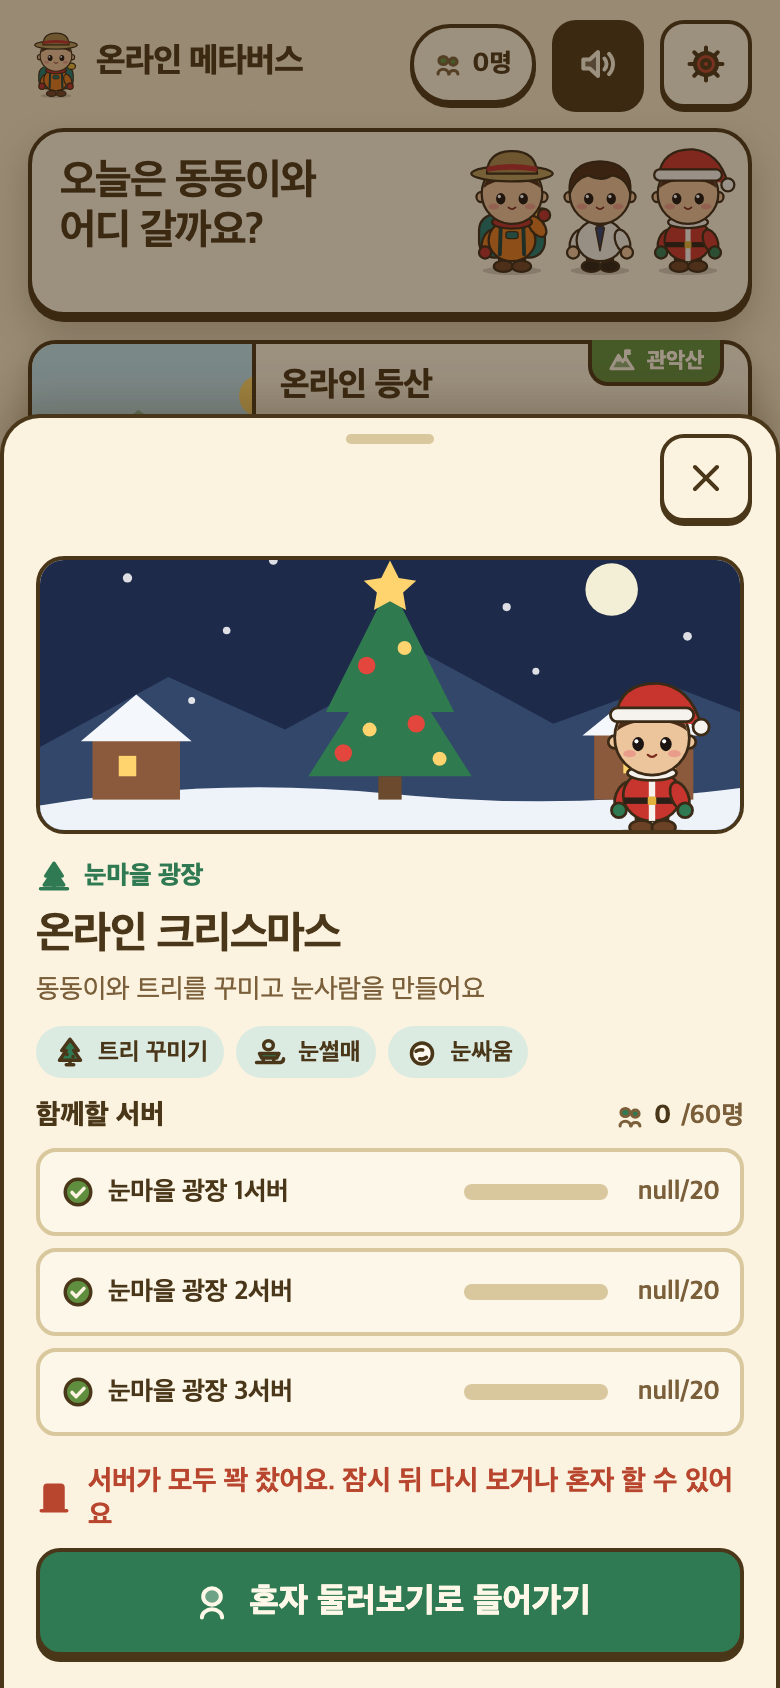 온라인 메타버스
0명
오늘은 동동이와
어디 갈까요?
온라인 등산
관악산
눈마을 광장
온라인 크리스마스
동동이와 트리를 꾸미고 눈사람을 만들어요
트리 꾸미기
눈썰매
눈싸움
함께할 서버
0 /60명
눈마을 광장 1서버
null/20
눈마을 광장 2서버
null/20
눈마을 광장 3서버
null/20
서버가 모두 꽉 찼어요. 잠시 뒤 다시 보거나 혼자 할 수 있어
요
혼자 둘러보기로 들어가기